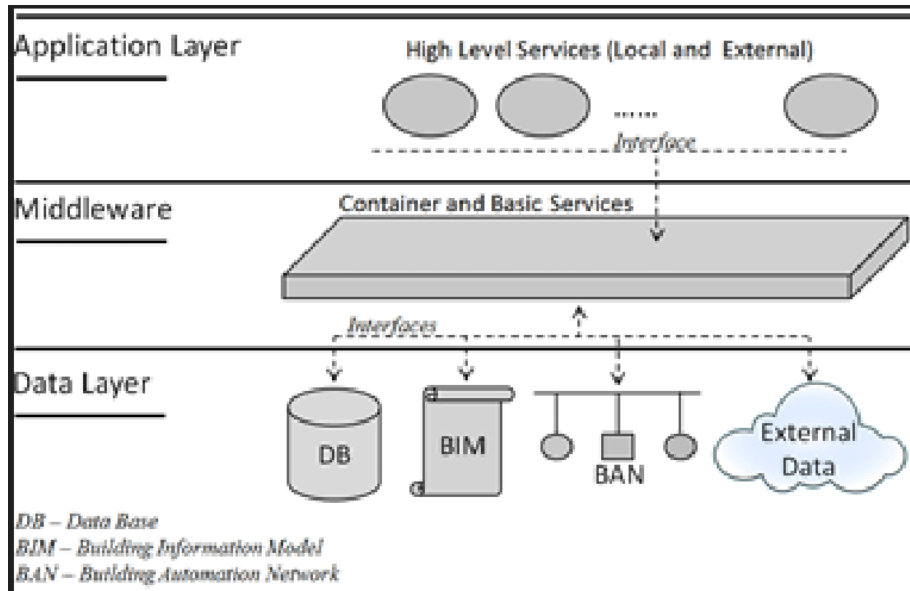 Application Layer
High Level Services (Local and External)
......
Interface
Middleware
Container and Basic Services
Interfaces
Data Layer
DB
BIM
BAN
External
Data
DB – Data Base
BIM – Building Information Model
BAN – Building Automation Network